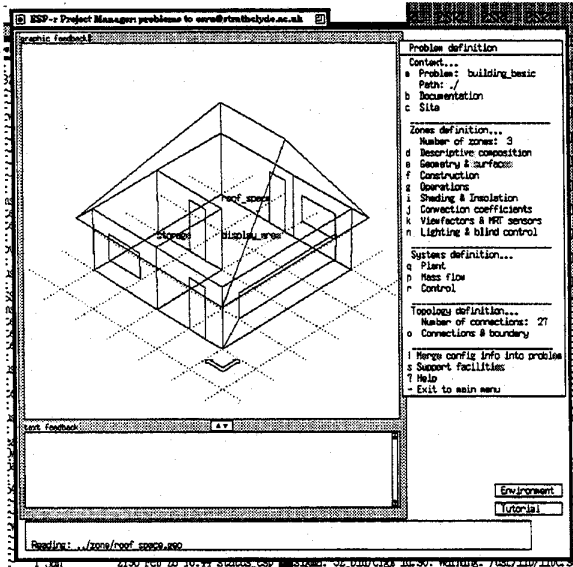 ESP-r Project Manager: problems to esru@strathclyde.ac.uk
graphic feedback
roof_space
storage
display_area
Problem definition
Context...
a Problem: building_basic
Path: ./
b Documentation
c Site
Zones definition...
Number of zones: 3
d Descriptive composition
e Geometry & surfaces
f Construction
g Operations
i Shading & Insolation
j Convection coefficients
k Viewfactors & MRT sensors
n Lighting & blind control
Systems definition...
q Plant
p Mass flow
r Control
Topology definition...
Number of connections: 27
o Connections & boundary
! Merge config info into problem
s Support facilities
? Help
- Exit to main menu
text feedback
Environment
Tutorial
Reading: ../zone/roof_space.geo